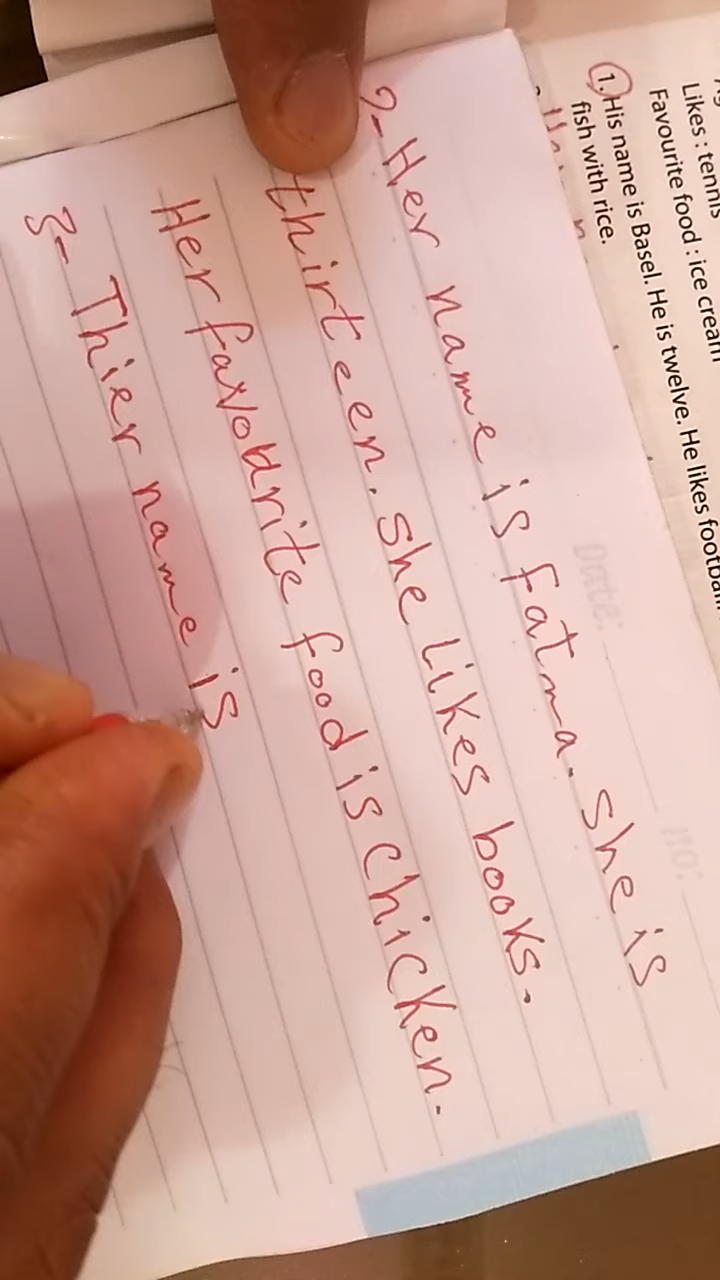 Likes : tennis
Favourite food : ice cream
1. His name is Basel. He is twelve. He likes football
fish with rice.
Date:
no:
2- Her name is fatma. she is
thirteen. she Likes books.
Her favourite food is chicken.
3- Thier name is